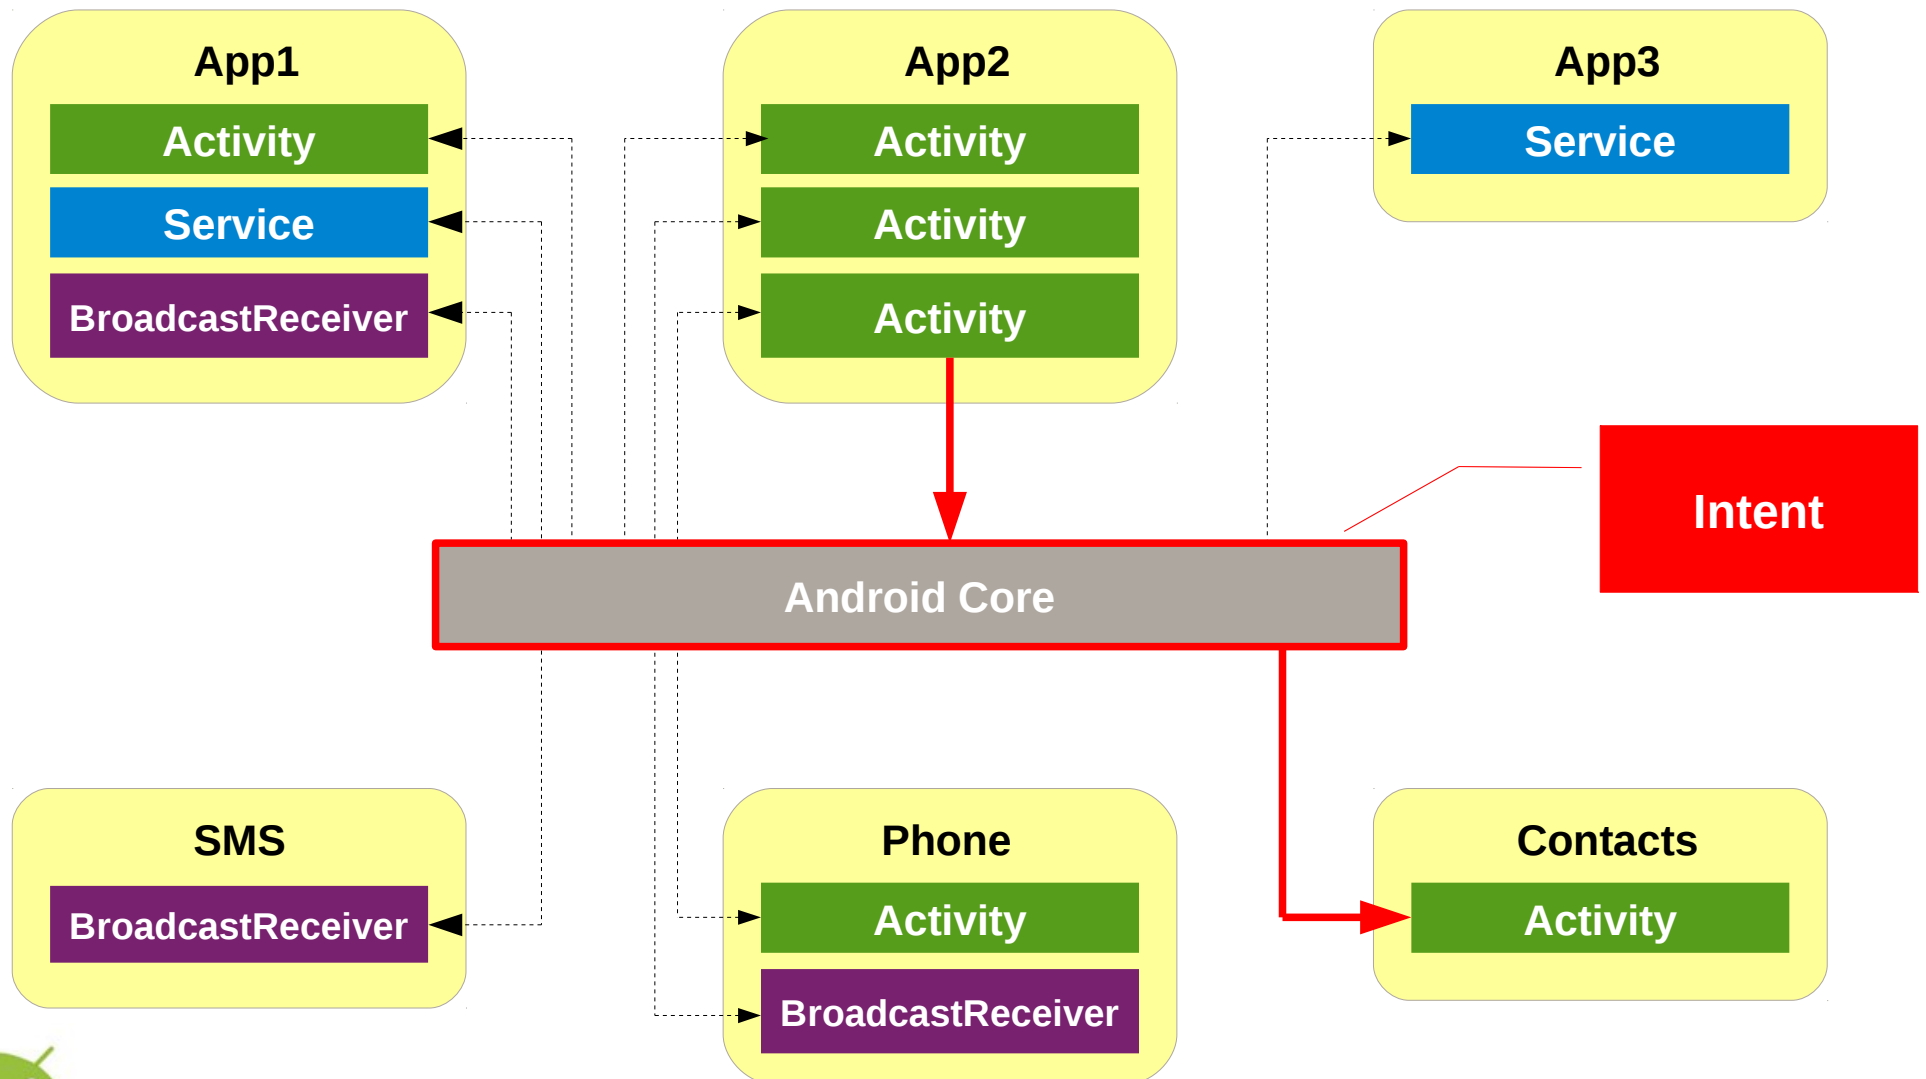 App1
Activity
Service
BroadcastReceiver
App2
Activity
Activity
Activity
App3
Service
Intent
Android Core
SMS
BroadcastReceiver
Phone
Activity
BroadcastReceiver
Contacts
Activity